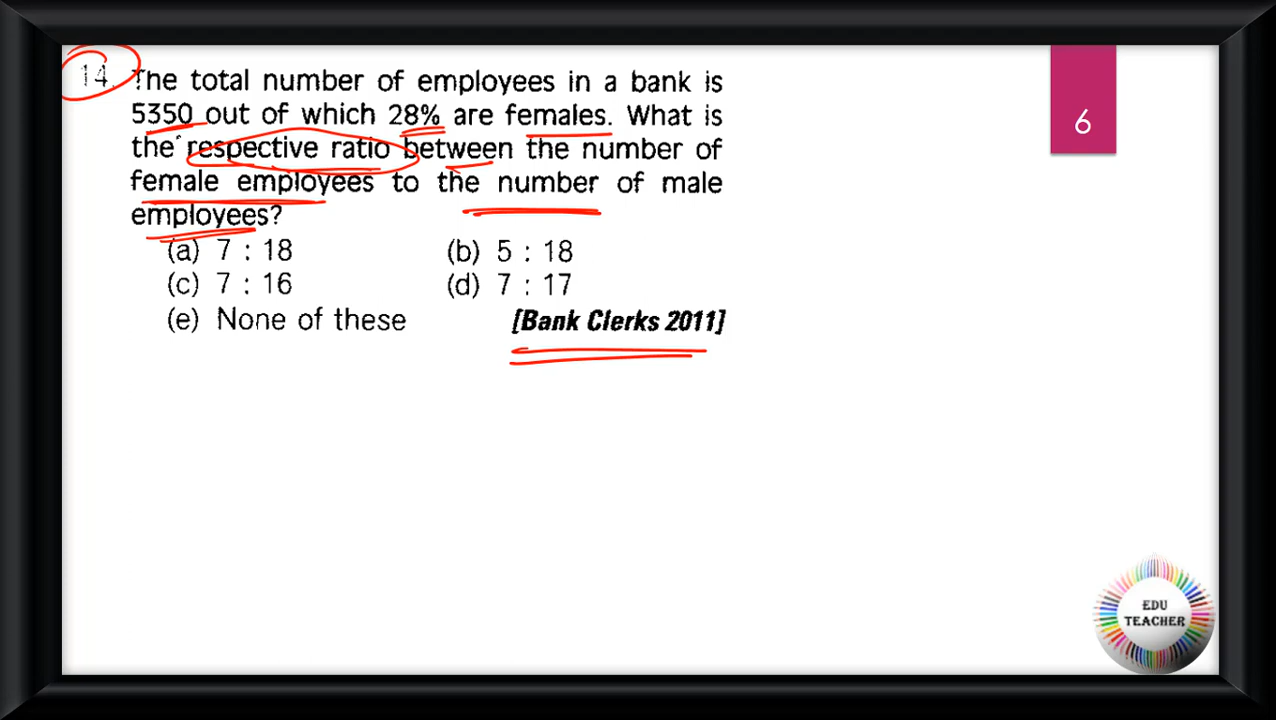 14. The total number of employees in a bank is
5350 out of which 28% are females. What is
the respective ratio between the number of
female employees to the number of male
employees?
(a) 7 : 18 (b) 5 : 18
(c) 7 : 16 (d) 7 : 17
(e) None of these [Bank Clerks 2011]
6
EDU
TEACHER